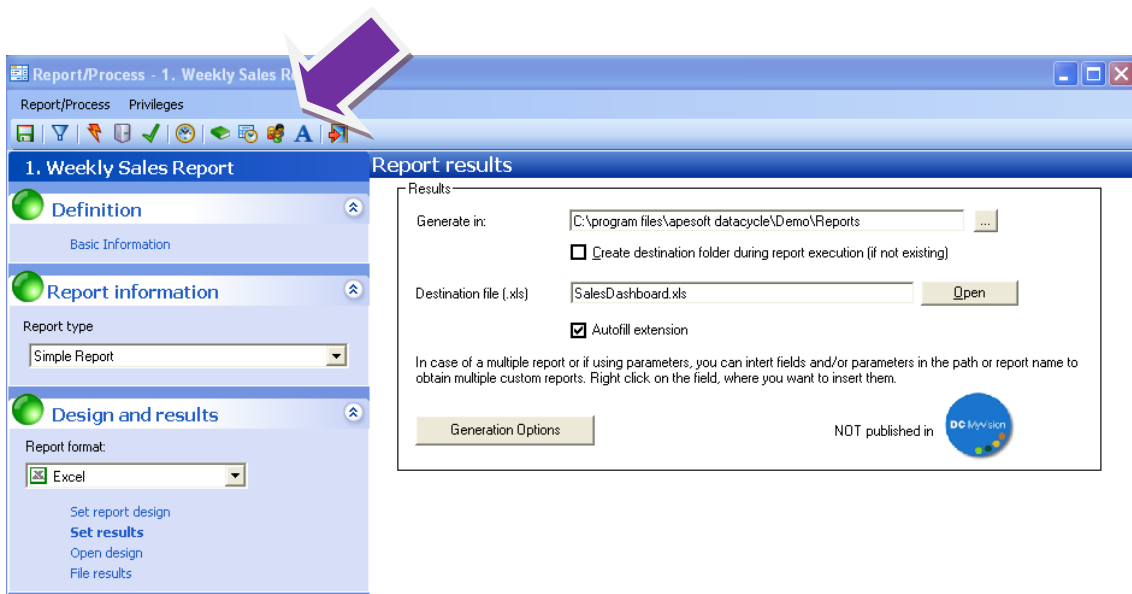 Report/Process - 1. Weekly Sales R
Report/Process Privileges
A
1. Weekly Sales Report
Report results
Definition
Basic Information
Results
Generate in: C:\program files\apesoft datacycle\Demo\Reports ...
Create destination folder during report execution (if not existing)
Report information
Destination file (.xls) SalesDashboard.xls Open
Report type
Autofill extension
Simple Report
In case of a multiple report or if using parameters, you can intert fields and/or parameters in the path or report name to
obtain multiple custom reports. Right click on the field, where you want to insert them.
Design and results
Generation Options
NOT published in DC MyVision
Report format:
Excel
Set report design
Set results
Open design
File results